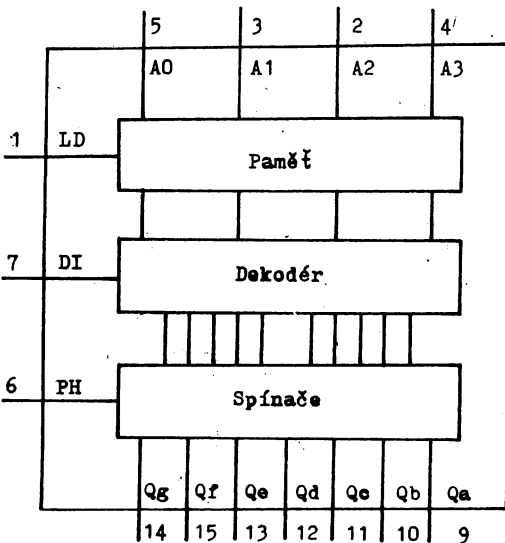 5 3 2 4
A0 A1 A2 A3
1 LD
Paměť
7 DI
Dekodér
6 PH
Spínače
Qg Qf Qe Qd Qc Qb Qa
14 15 13 12 11 10 9